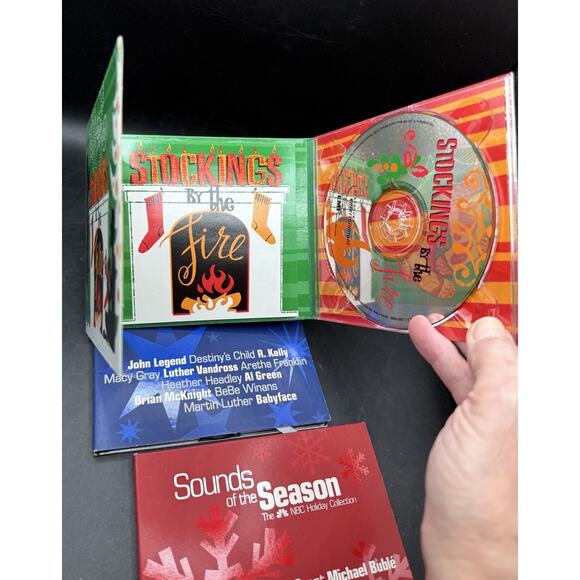 STOCKINGS
BY the
fire
STOCKINGS
BY THE
fire
John Legend Destiny's Child R. Kelly
Macy Gray Luther Vandross Aretha Franklin
Heather Headley Al Green
Brian McKnight BeBe Winans
Martin Luther Babyface
Sounds
of the Season
The NBC Holiday Collection
Michael Bublé